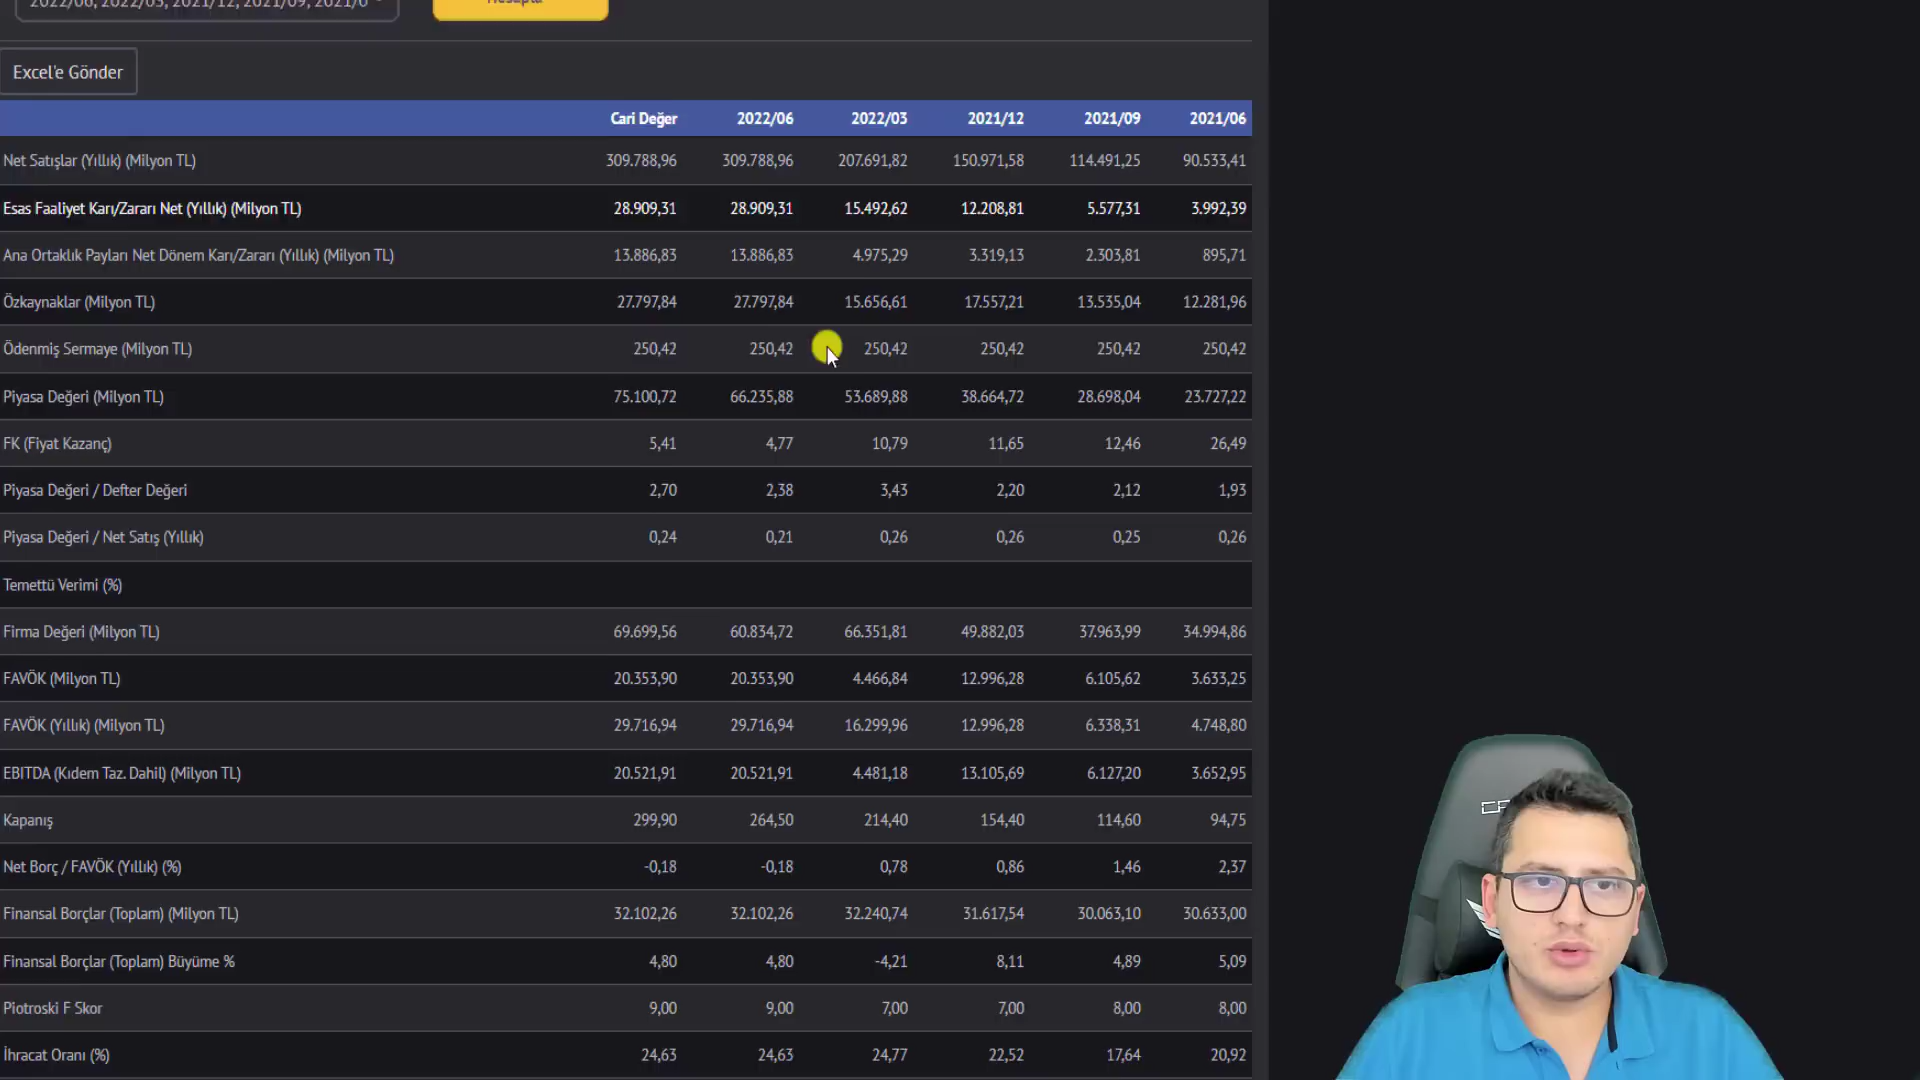 2022/06, 2022/03, 2021/12, 2021/09, 2021/0
Hesapla
Excel'e Gönder
Cari Değer 2022/06 2022/03 2021/12 2021/09 2021/06
Net Satışlar (Yıllık) (Milyon TL) 309.788,96 309.788,96 207.691,82 150.971,58 114.491,25 90.533,41
Esas Faaliyet Karı/Zararı Net (Yıllık) (Milyon TL) 28.909,31 28.909,31 15.492,62 12.208,81 5.577,31 3.992,39
Ana Ortaklık Payları Net Dönem Karı/Zararı (Yıllık) (Milyon TL) 13.886,83 13.886,83 4.975,29 3.319,13 2.303,81 895,71
Özkaynaklar (Milyon TL) 27.797,84 27.797,84 15.656,61 17.557,21 13.535,04 12.281,96
Ödenmiş Sermaye (Milyon TL) 250,42 250,42 250,42 250,42 250,42 250,42
Piyasa Değeri (Milyon TL) 75.100,72 66.235,88 53.689,88 38.664,72 28.698,04 23.727,22
FK (Fiyat Kazanç) 5,41 4,77 10,79 11,65 12,46 26,49
Piyasa Değeri / Defter Değeri 2,70 2,38 3,43 2,20 2,12 1,93
Piyasa Değeri / Net Satış (Yıllık) 0,24 0,21 0,26 0,26 0,25 0,26
Temettü Verimi (%)
Firma Değeri (Milyon TL) 69.699,56 60.834,72 66.351,81 49.882,03 37.963,99 34.994,86
FAVÖK (Milyon TL) 20.353,90 20.353,90 4.466,84 12.996,28 6.105,62 3.633,25
FAVÖK (Yıllık) (Milyon TL) 29.716,94 29.716,94 16.299,96 12.996,28 6.338,31 4.748,80
EBITDA (Kıdem Taz. Dahil) (Milyon TL) 20.521,91 20.521,91 4.481,18 13.105,69 6.127,20 3.652,95
Kapanış 299,90 264,50 214,40 154,40 114,60 94,75
Net Borç / FAVÖK (Yıllık) (%) -0,18 -0,18 0,78 0,86 1,46 2,37
Finansal Borçlar (Toplam) (Milyon TL) 32.102,26 32.102,26 32.240,74 31.617,54 30.063,10 30.633,00
Finansal Borçlar (Toplam) Büyüme % 4,80 4,80 -4,21 8,11 4,89 5,09
Piotroski F Skor 9,00 9,00 7,00 7,00 8,00 8,00
İhracat Oranı (%) 24,63 24,63 24,77 22,52 17,64 20,92